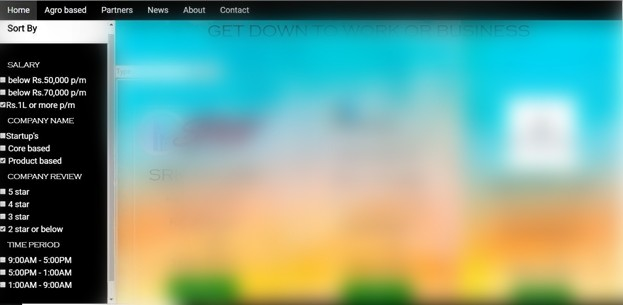 Home Agro based Partners News About Contact
GET DOWN TO WORK OR BUSINESS
Sort By
SALARY
below Rs.50,000 p/m
below Rs.70,000 p/m
Rs.1L or more p/m
COMPANY NAME
Startup's
Core based
Product based
COMPANY REVIEW
5 star
4 star
3 star
2 star or below
TIME PERIOD
9:00AM - 5:00PM
5:00PM - 1:00AM
1:00AM - 9:00AM